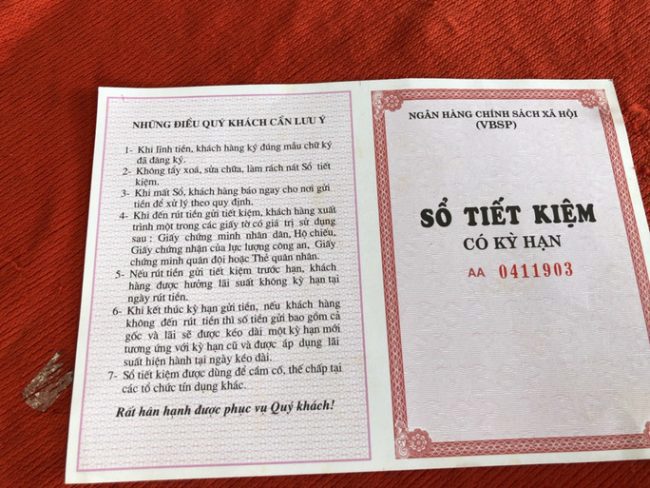 NHỮNG ĐIỀU QUÝ KHÁCH CẦN LƯU Ý
1- Khi lĩnh tiền, khách hàng ký đúng mẫu chữ ký
đã đăng ký.
2- Không tẩy xoá, sửa chữa, làm rách nát Sổ tiết
kiệm.
3- Khi mất Sổ, khách hàng báo ngay cho nơi gửi
tiền để xử lý theo quy định.
4- Khi đến rút tiền gửi tiết kiệm, khách hàng xuất
trình một trong các giấy tờ có giá trị sử dụng
sau : Giấy chứng minh nhân dân, Hộ chiếu,
Giấy chứng nhận của lực lượng công an, Giấy
chứng minh quân đội hoặc Thẻ quân nhân.
5- Nếu rút tiền gửi tiết kiệm trước hạn, khách
hàng được hưởng lãi suất không kỳ hạn tại
ngày rút tiền.
6- Khi kết thúc kỳ hạn gửi tiền, nếu khách hàng
không đến rút tiền thì số tiền gửi bao gồm cả
gốc và lãi sẽ được kéo dài một kỳ hạn mới
tương ứng với kỳ hạn cũ và được áp dụng lãi
suất hiện hành tại ngày kéo dài.
7- Sổ tiết kiệm được dùng để cầm cố, thế chấp tại
các tổ chức tín dụng khác.
Rất hân hạnh được phục vụ Quý khách!
NGÂN HÀNG CHÍNH SÁCH XÃ HỘI
(VBSP)
SỔ TIẾT KIỆM
CÓ KỲ HẠN
AA 0411903